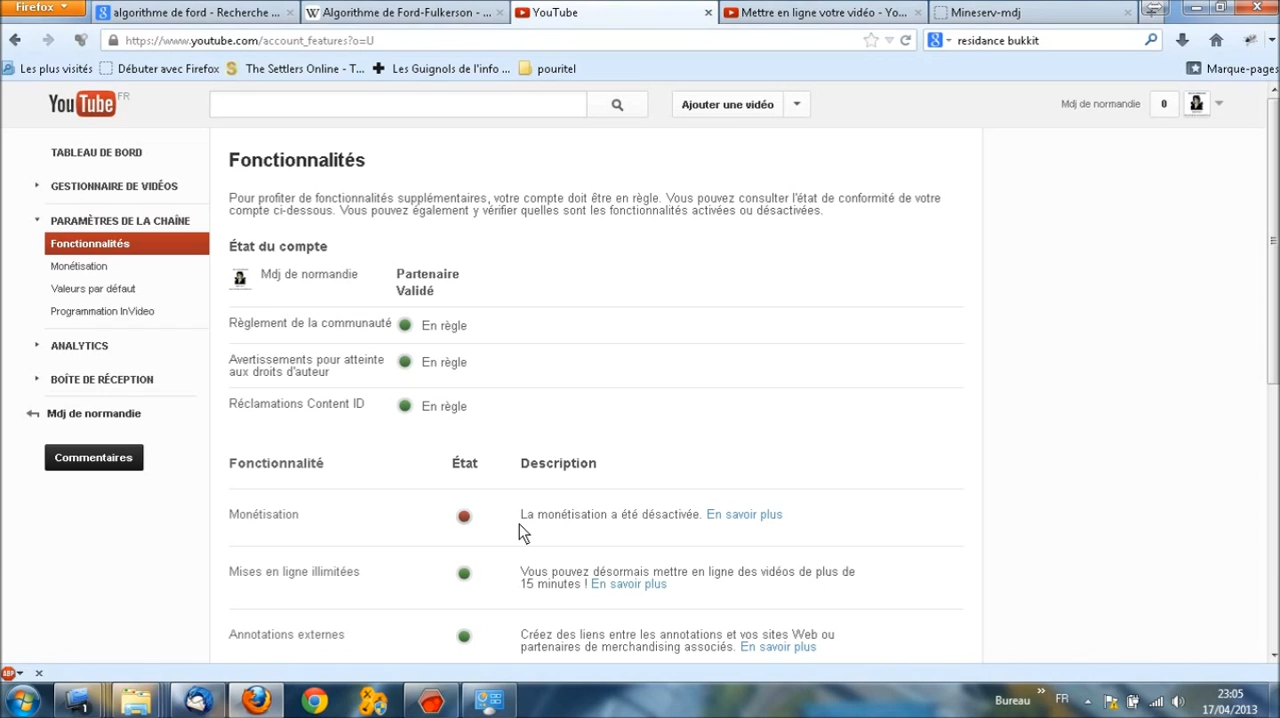 Firefox
algorithme de ford - Recherche ...
Algorithme de Ford-Fulkerson - ...
YouTube
Mettre en ligne votre vidéo - Yo...
Mineserv-mdj
https://www.youtube.com/account_features?o=U
residance bukkit
Les plus visités
Débuter avec Firefox
The Settlers Online - T...
Les Guignols de l'info ...
pouritel
Marque-pages
YouTube FR
Ajouter une vidéo
Mdj de normandie
0
TABLEAU DE BORD
GESTIONNAIRE DE VIDÉOS
PARAMÈTRES DE LA CHAÎNE
Fonctionnalités
Monétisation
Valeurs par défaut
Programmation InVideo
ANALYTICS
BOÎTE DE RÉCEPTION
Mdj de normandie
Commentaires
Fonctionnalités
Pour profiter de fonctionnalités supplémentaires, votre compte doit être en règle. Vous pouvez consulter l'état de conformité de votre
compte ci-dessous. Vous pouvez également y vérifier quelles sont les fonctionnalités activées ou désactivées.
État du compte
Mdj de normandie
Partenaire
Validé
Règlement de la communauté
En règle
Avertissements pour atteinte
aux droits d'auteur
En règle
Réclamations Content ID
En règle
Fonctionnalité
État
Description
Monétisation
La monétisation a été désactivée. En savoir plus
Mises en ligne illimitées
Vous pouvez désormais mettre en ligne des vidéos de plus de
15 minutes ! En savoir plus
Annotations externes
Créez des liens entre les annotations et vos sites Web ou
partenaires de merchandising associés. En savoir plus
ABP
Bureau
FR
23:05
17/04/2013